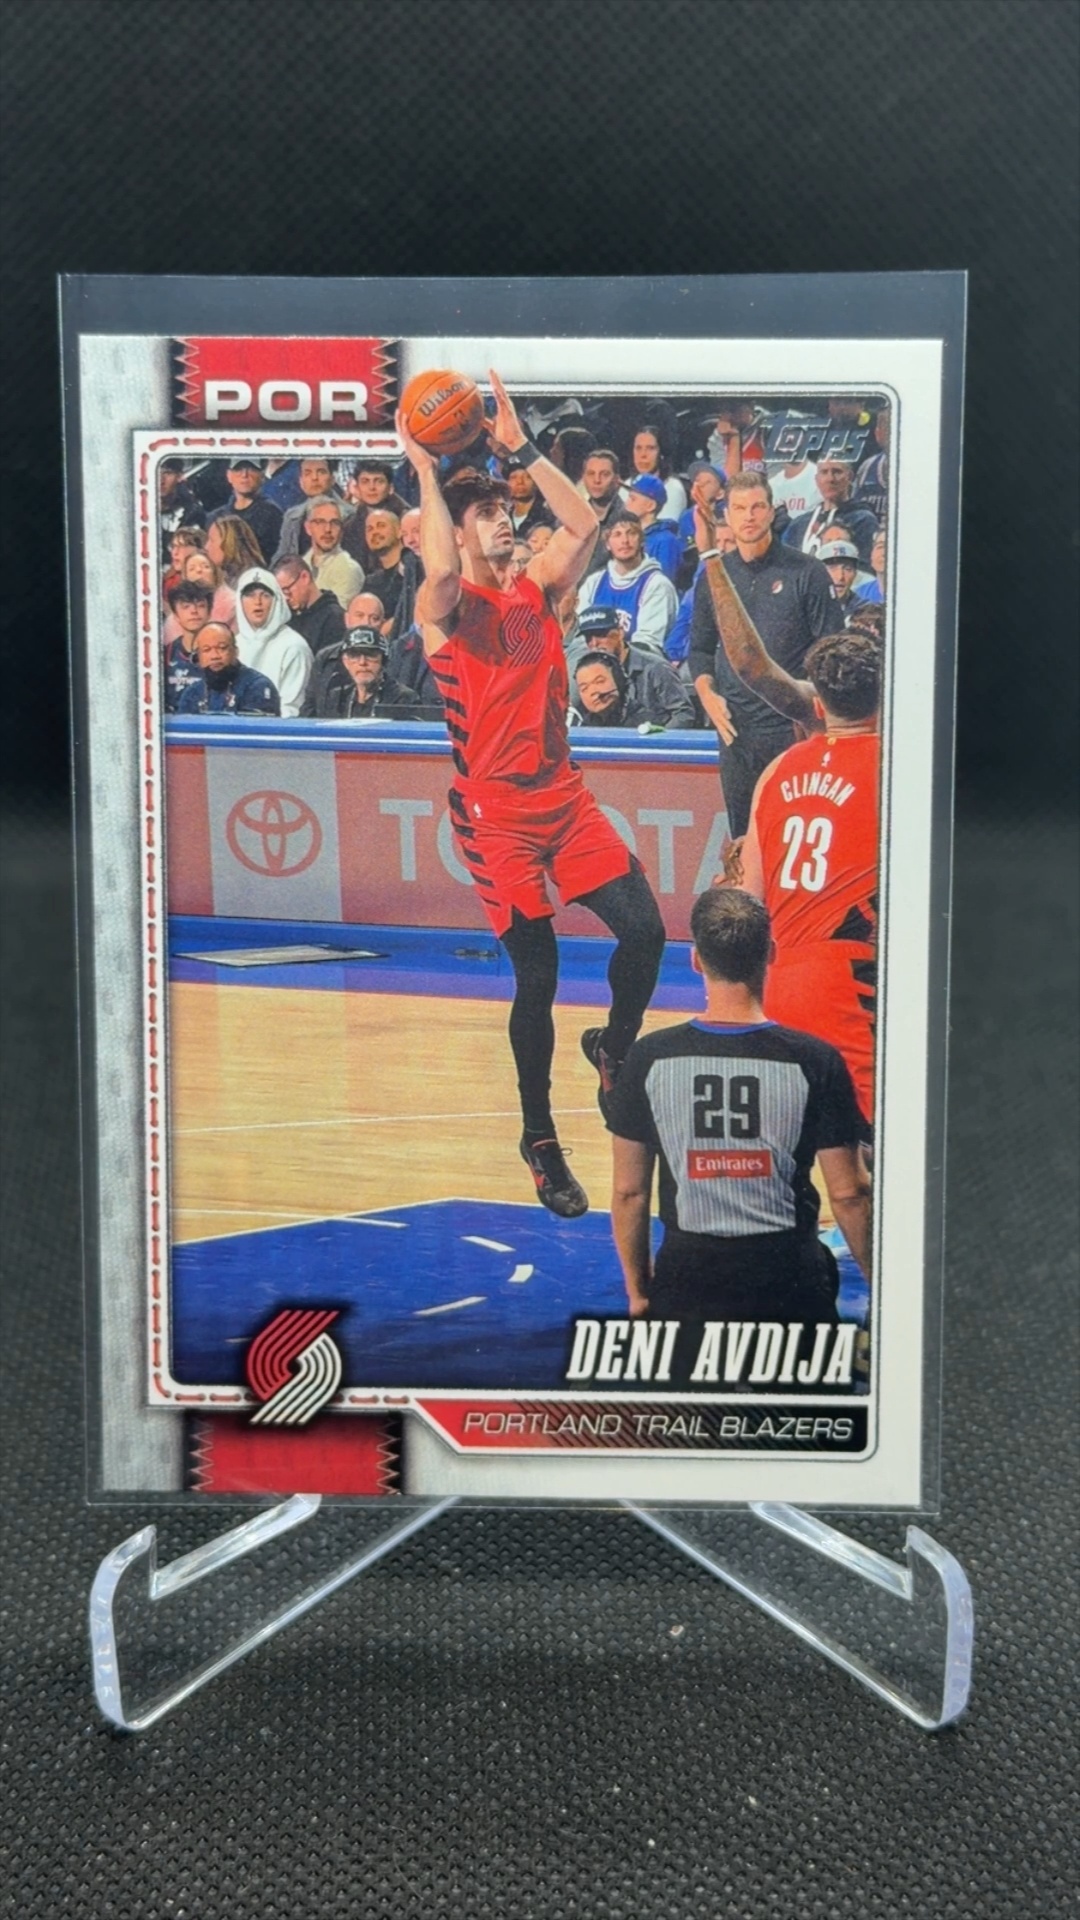 POR
Wilson
Topps
TOYOTA
CLINGAN
23
29
Emirates
DENI AVDIJA
PORTLAND TRAIL BLAZERS